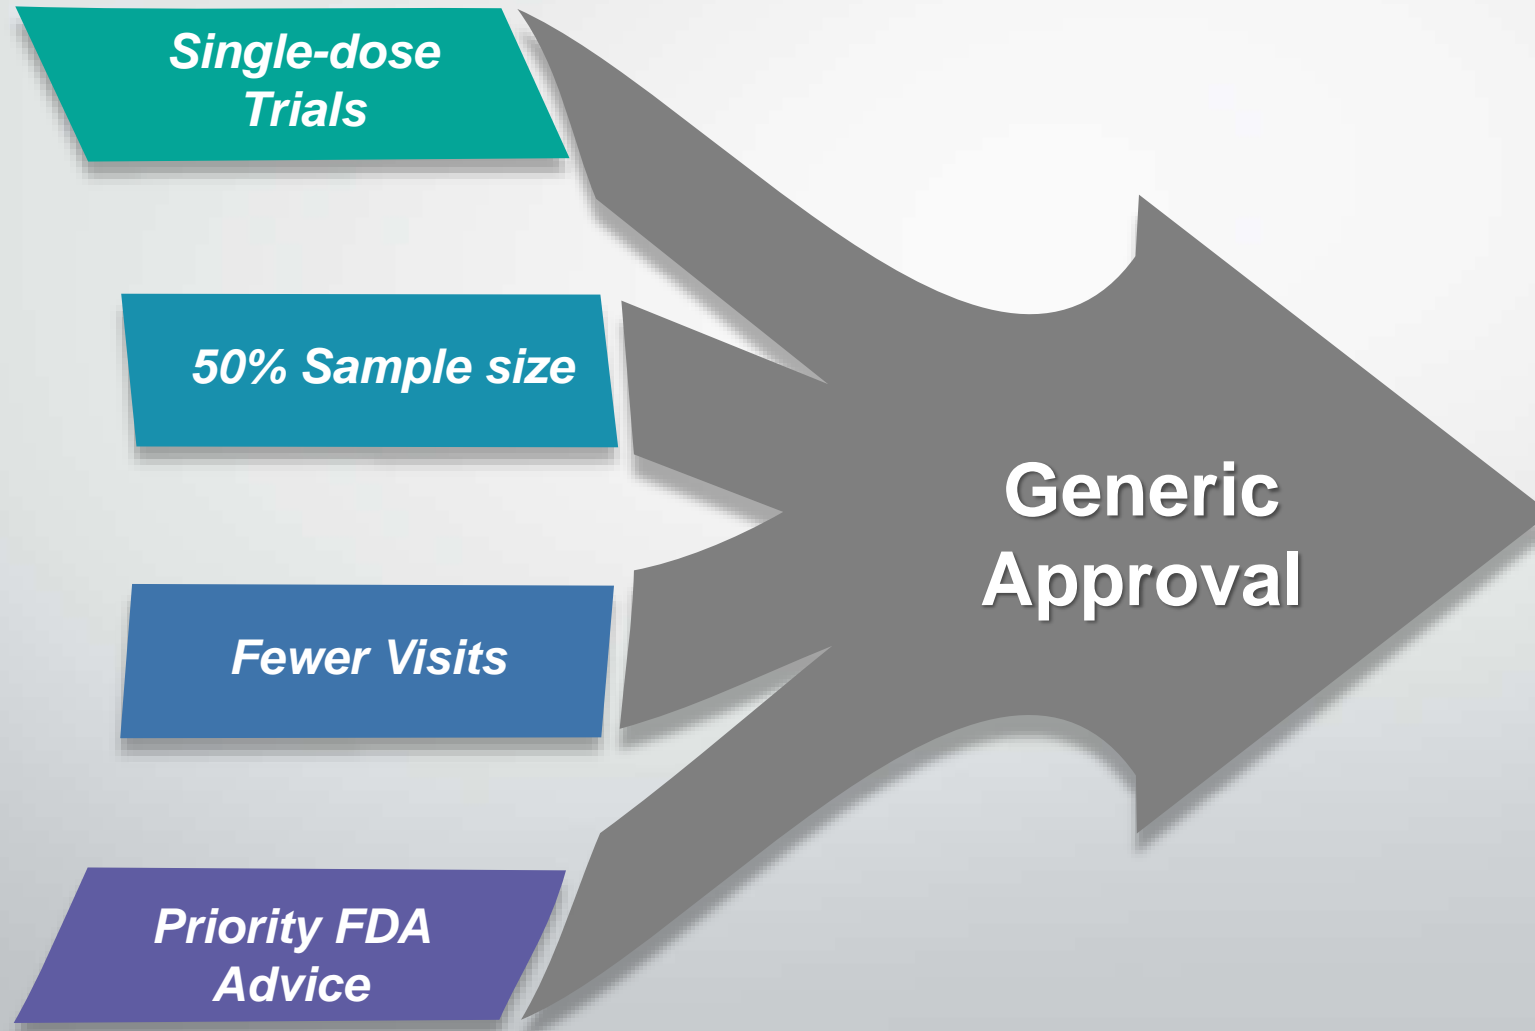 Single-dose
Trials
50% Sample size
Fewer Visits
Priority FDA
Advice
Generic
Approval